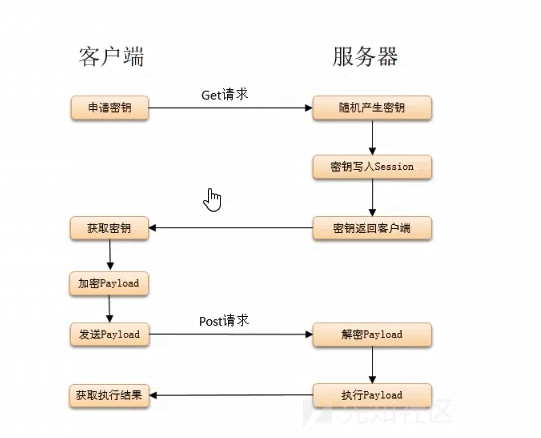 客户端 服务器
申请密钥 Get请求 随机产生密钥
密钥写入Session
获取密钥 密钥返回客户端
加密Payload
发送Payload Post请求 解密Payload
获取执行结果 执行Payload
先知社区